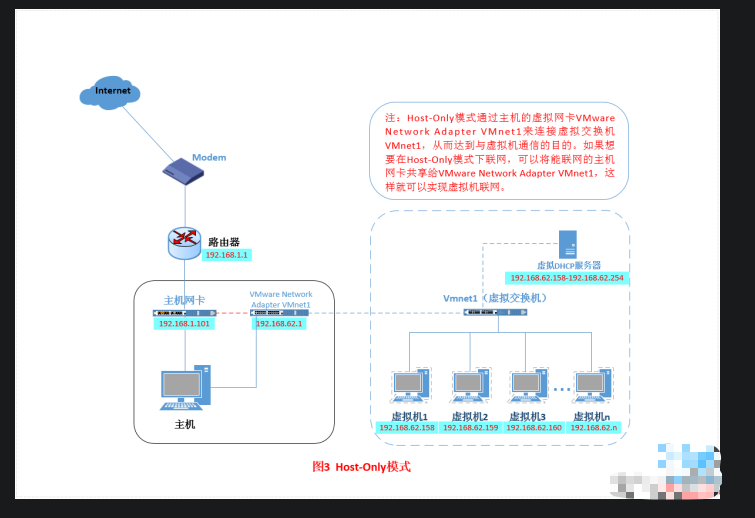 Internet
注：Host-Only模式通过主机的虚拟网卡VMware
Network Adapter VMnet1来连接虚拟交换机
VMnet1，从而达到与虚拟机通信的目的。如果想
要在Host-Only模式下联网，可以将能联网的主机
网卡共享给VMware Network Adapter VMnet1，这
样就可以实现虚拟机联网。
Modem
路由器
192.168.1.1
虚拟DHCP服务器
192.168.62.158-192.168.62.254
主机网卡
192.168.1.101
VMware Network
Adapter VMnet1
192.168.62.1
Vmnet1（虚拟交换机）
主机
虚拟机1
192.168.62.158
虚拟机2
192.168.62.159
虚拟机3
192.168.62.160
...
虚拟机n
192.168.62.n
图3 Host-Only模式